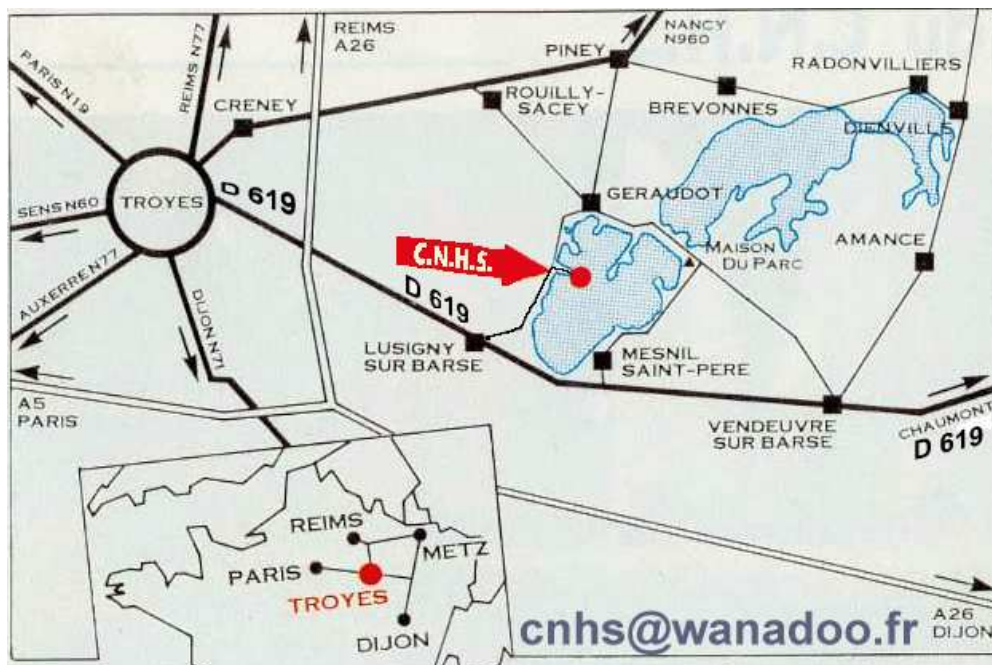 REIMS
A26
NANCY
N960
PINEY
REIMS N77
PARIS N19
RADONVILLIERS
ROUILLY-
SACEY
BREVONNES
CRENEY
DIENVILLE
TROYES
D 619
GERAUDOT
SENS N60
AMANCE
C.N.H.S.
MAISON
DU PARC
AUXERRE N77
D 619
DIJON N71
LUSIGNY
SUR BARSE
MESNIL
SAINT-PERE
A5
PARIS
VENDEUVRE
SUR BARSE
CHAUMONT
D 619
REIMS
METZ
PARIS
TROYES
DIJON
cnhs@wanadoo.fr
A26
DIJON